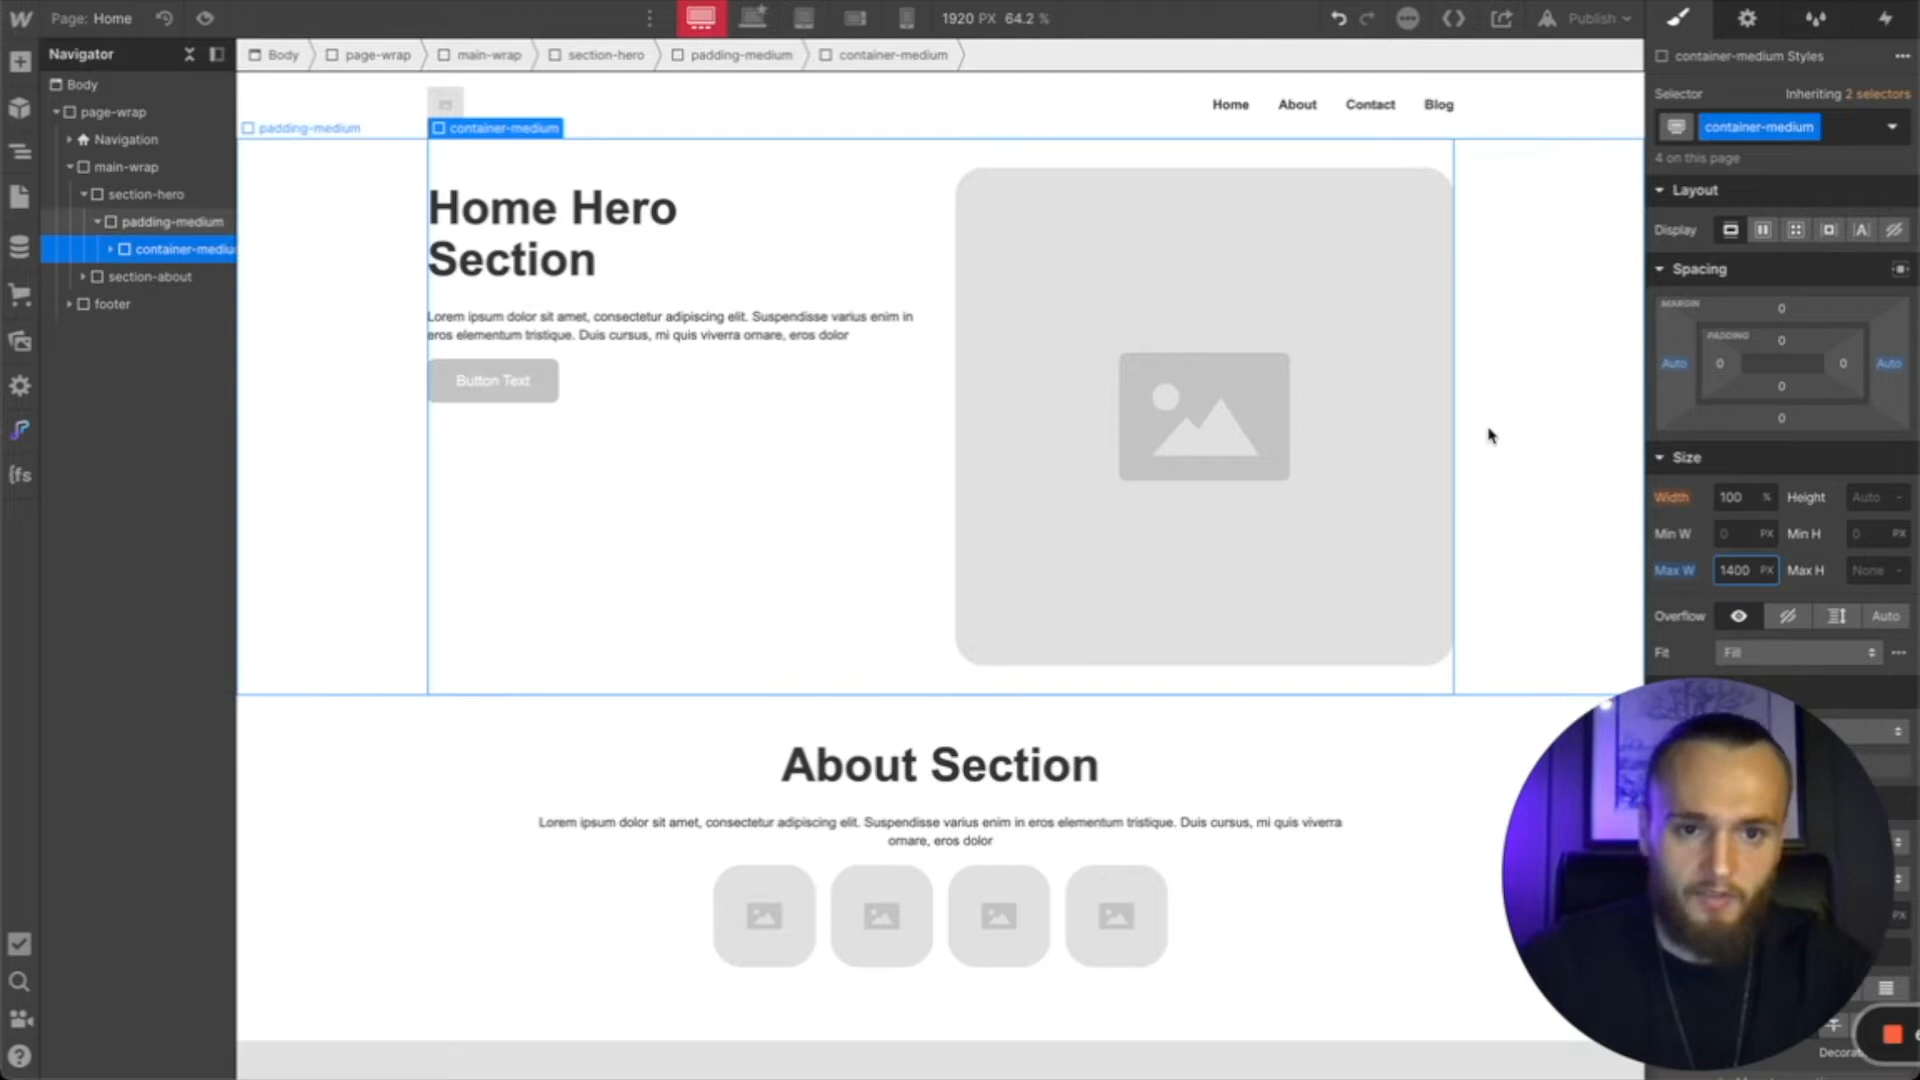 Page: Home
1920 PX 64.2 %
Publish
Navigator
Body
page-wrap
main-wrap
section-hero
padding-medium
container-medium
container-medium Styles
Body
page-wrap
Navigation
main-wrap
section-hero
padding-medium
container-mediu
section-about
footer
Selector
Inheriting 2 selectors
container-medium
4 on this page
Home
About
Contact
Blog
padding-medium
container-medium
Home Hero
Section
Lorem ipsum dolor sit amet, consectetur adipiscing elit. Suspendisse varius enim in
eros elementum tristique. Duis cursus, mi quis viverra ornare, eros dolor
Button Text
About Section
Lorem ipsum dolor sit amet, consectetur adipiscing elit. Suspendisse varius enim in eros elementum tristique. Duis cursus, mi quis viverra
ornare, eros dolor
Layout
Display
Spacing
MARGIN
0
PADDING
0
Auto
0
0
Auto
0
0
Size
Width 100 % Height Auto -
Min W 0 PX Min H 0 PX
Max W 1400 PX Max H None -
Overflow
Auto
Fit
Fill
PX
Decorat
{fs